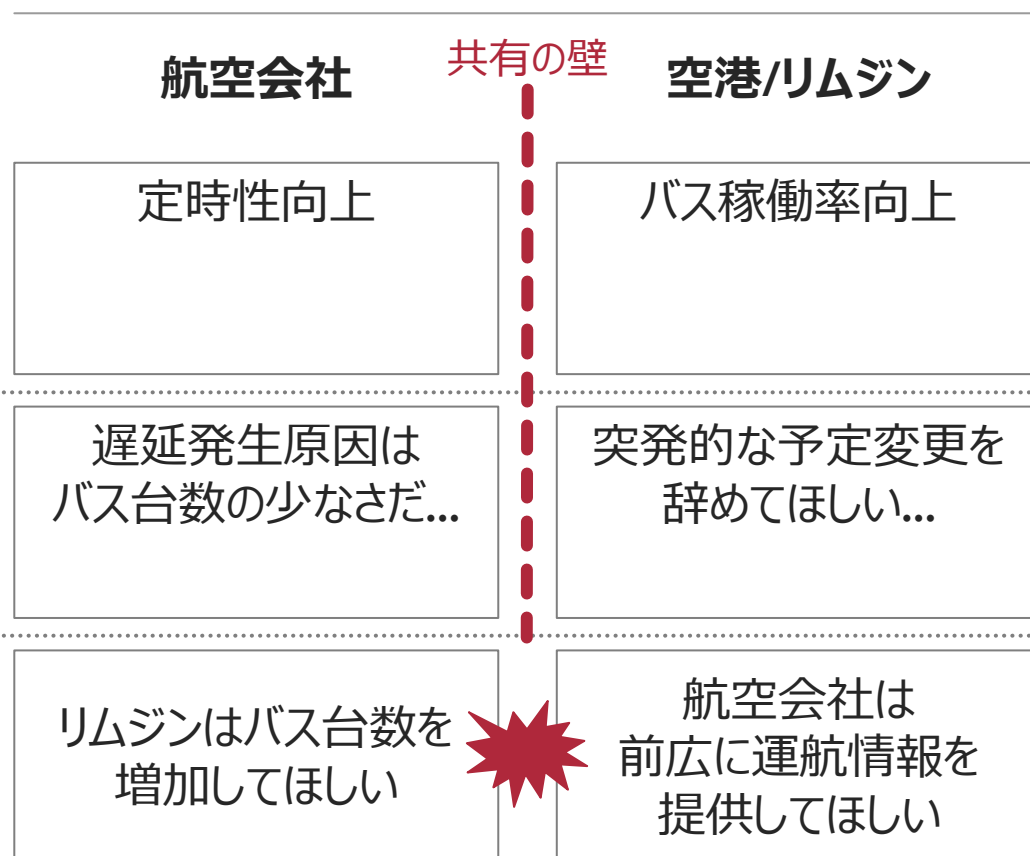 航空会社
共有の壁
空港/リムジン
定時性向上
バス稼働率向上
遅延発生原因は
バス台数の少なさだ...
突発的な予定変更を
辞めてほしい...
リムジンはバス台数を
増加してほしい
航空会社は
前広に運航情報を
提供してほしい